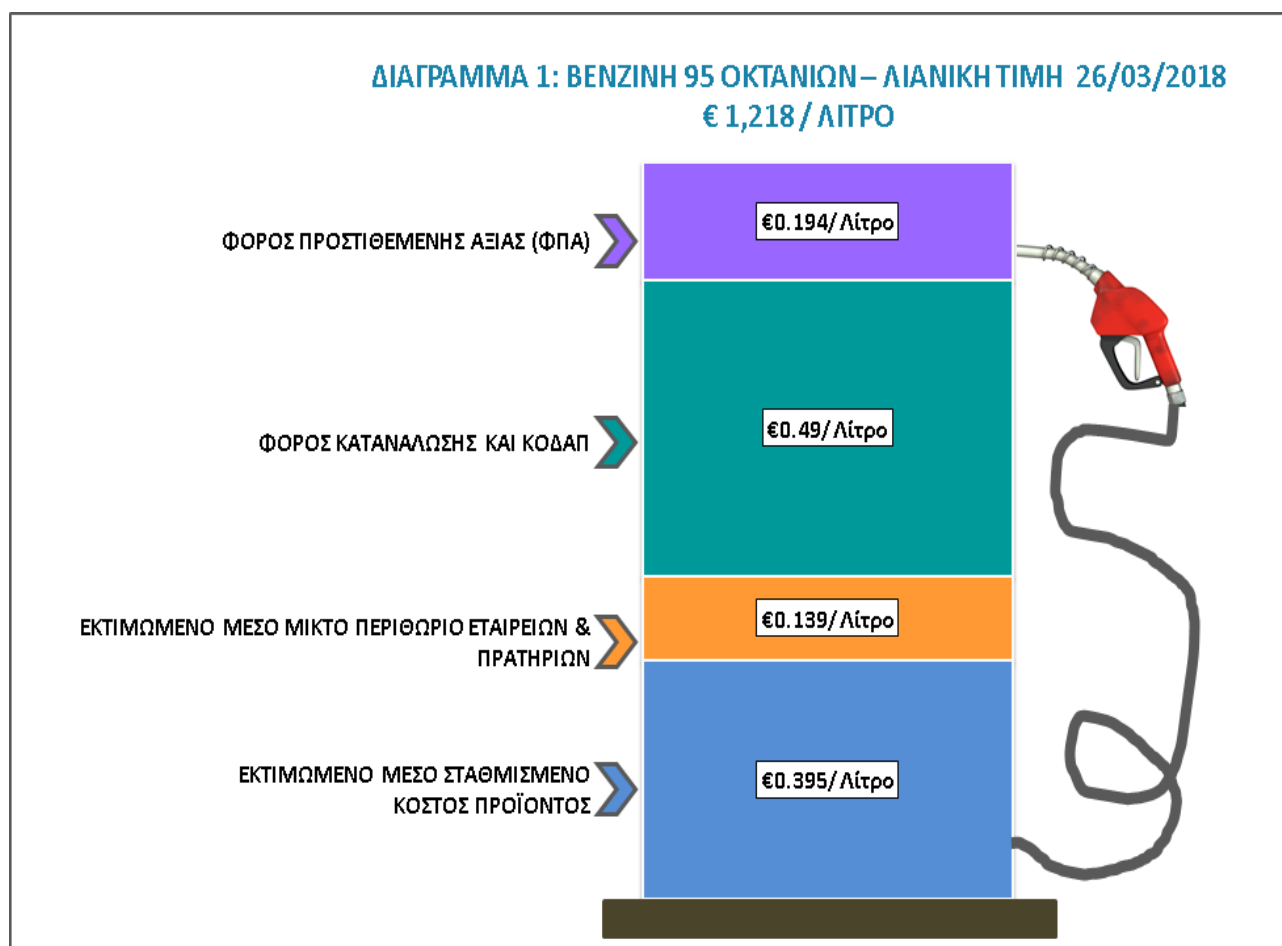 ΔΙΑΓΡΑΜΜΑ 1: ΒΕΝΖΙΝΗ 95 ΟΚΤΑΝΙΩΝ – ΛΙΑΝΙΚΗ ΤΙΜΗ 26/03/2018
€ 1,218 / ΛΙΤΡΟ
ΦΟΡΟΣ ΠΡΟΣΤΙΘΕΜΕΝΗΣ ΑΞΙΑΣ (ΦΠΑ)
€0.194/ Λίτρο
ΦΟΡΟΣ ΚΑΤΑΝΑΛΩΣΗΣ ΚΑΙ ΚΟΔΑΠ
€0.49/ Λίτρο
ΕΚΤΙΜΩΜΕΝΟ ΜΕΣΟ ΜΙΚΤΟ ΠΕΡΙΘΩΡΙΟ ΕΤΑΙΡΕΙΩΝ &
ΠΡΑΤΗΡΙΩΝ
€0.139/ Λίτρο
ΕΚΤΙΜΩΜΕΝΟ ΜΕΣΟ ΣΤΑΘΜΙΣΜΕΝΟ
ΚΟΣΤΟΣ ΠΡΟΪΟΝΤΟΣ
€0.395/ Λίτρο